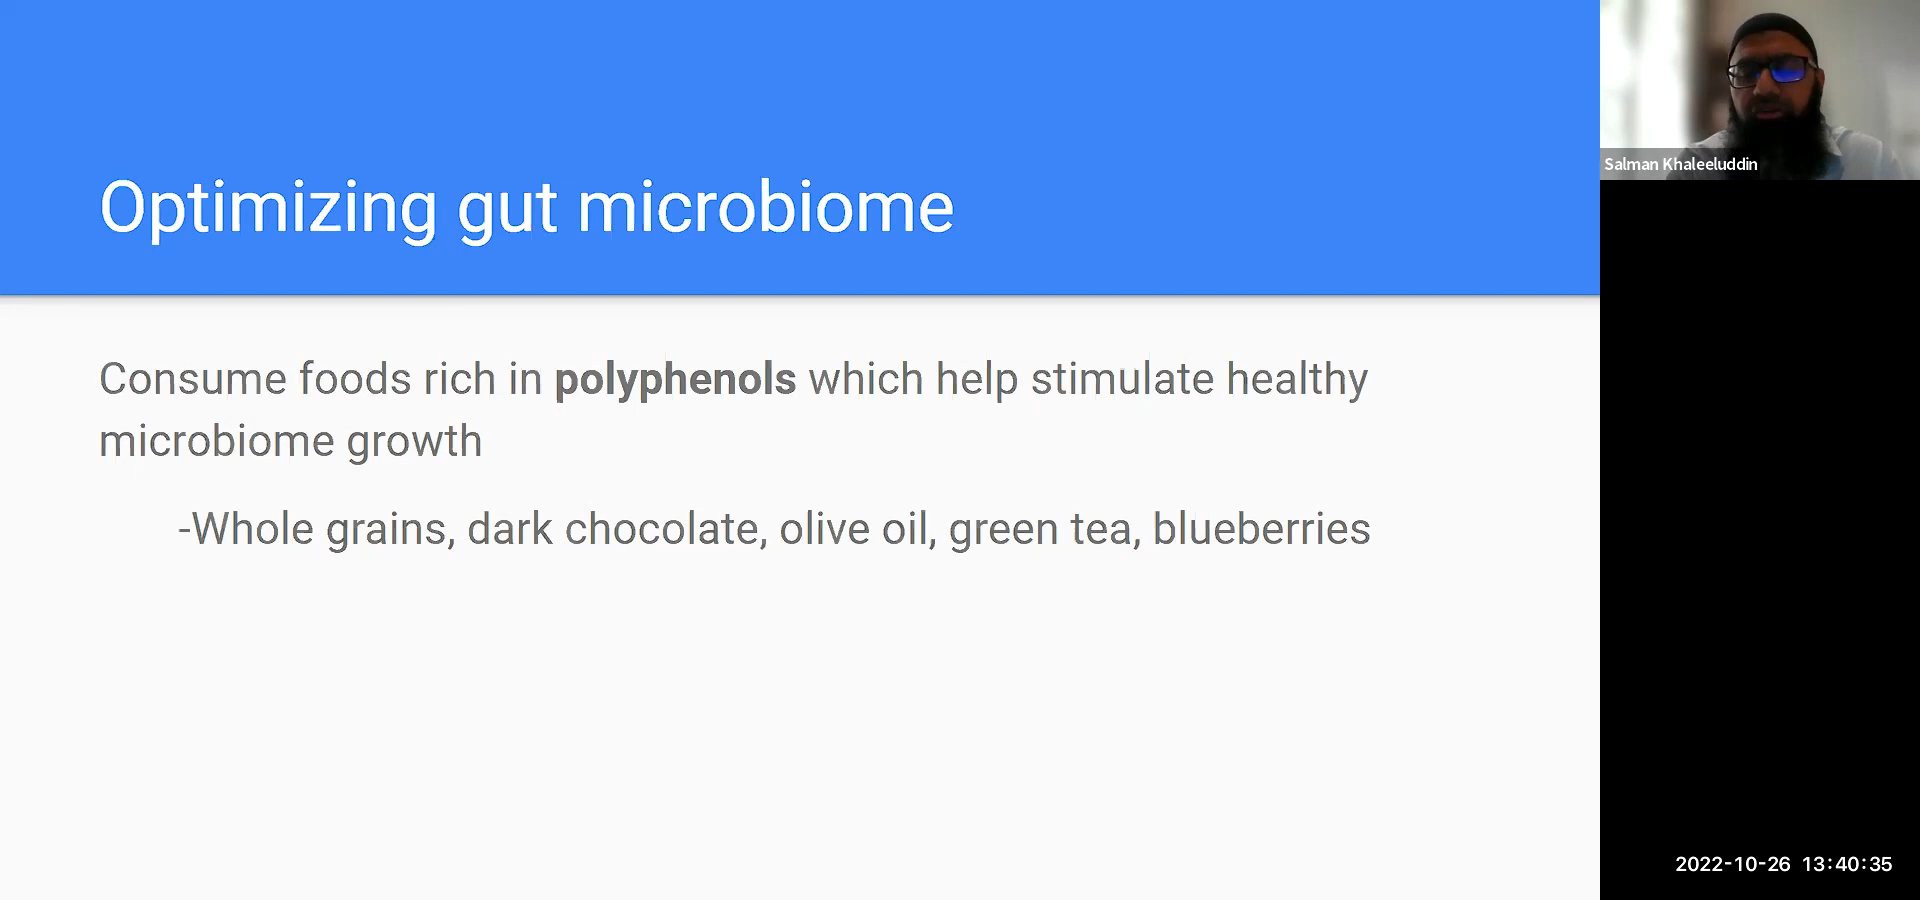 Optimizing gut microbiome
Consume foods rich in polyphenols which help stimulate healthy
microbiome growth
-Whole grains, dark chocolate, olive oil, green tea, blueberries
Salman Khaleeluddin
2022-10-26 13:40:35